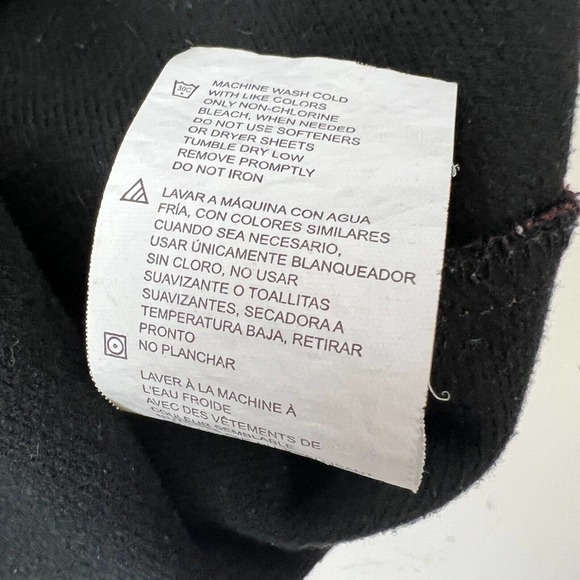 30C
MACHINE WASH COLD
WITH LIKE COLORS
ONLY NON-CHLORINE
BLEACH, WHEN NEEDED
DO NOT USE SOFTENERS
OR DRYER SHEETS
TUMBLE DRY LOW
REMOVE PROMPTLY
DO NOT IRON
LAVAR A MÁQUINA CON AGUA
FRÍA, CON COLORES SIMILARES
CUANDO SEA NECESARIO,
USAR ÚNICAMENTE BLANQUEADOR
SIN CLORO, NO USAR
SUAVIZANTE O TOALLITAS
SUAVIZANTES, SECADORA A
TEMPERATURA BAJA, RETIRAR
PRONTO
NO PLANCHAR
LAVER À LA MACHINE À
L'EAU FROIDE
AVEC DES VÊTEMENTS DE
COULEUR SEMBLABLE